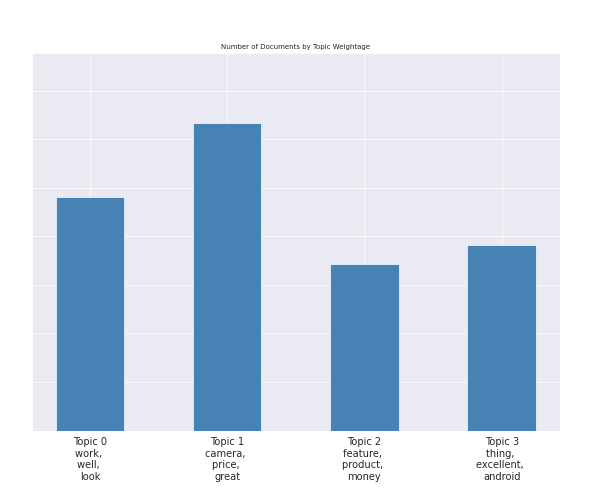 Number of Documents by Topic Weightage
Topic 0
work,
well,
look
Topic 1
camera,
price,
great
Topic 2
feature,
product,
money
Topic 3
thing,
excellent,
android